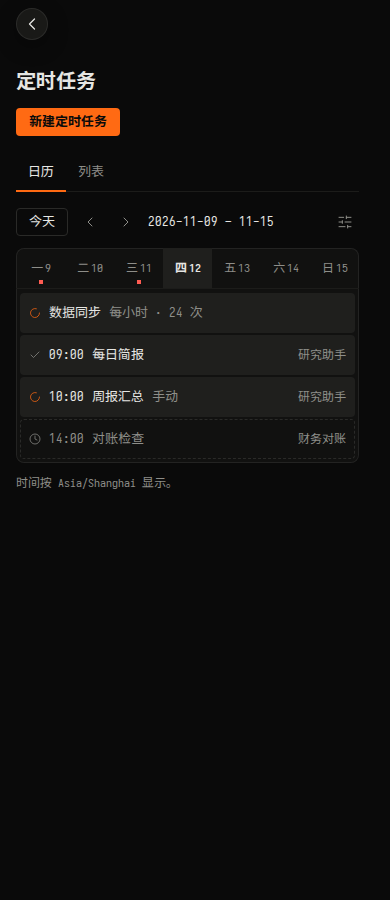 定时任务
新建定时任务
日历 列表
今天 2026-11-09 – 11-15
一 9 二 10 三 11 四 12 五 13 六 14 日 15
数据同步 每小时 · 24 次
09:00 每日简报 研究助手
10:00 周报汇总 手动 研究助手
14:00 对账检查 财务对账
时间按 Asia/Shanghai 显示。